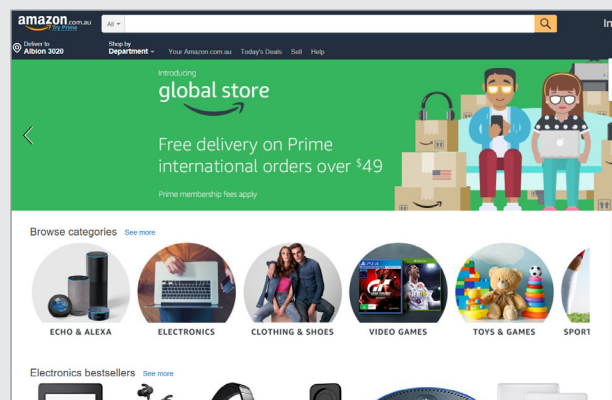 amazon.com.au
Try Prime
All
In
Deliver to
Albion 3020
Shop by
Department
Your Amazon.com.au Today's Deals Sell Help
Introducing
global store
Free delivery on Prime
international orders over $49
Prime membership fees apply
Browse categories See more
ECHO & ALEXA
ELECTRONICS
CLOTHING & SHOES
VIDEO GAMES
TOYS & GAMES
SPORT
Electronics bestsellers See more